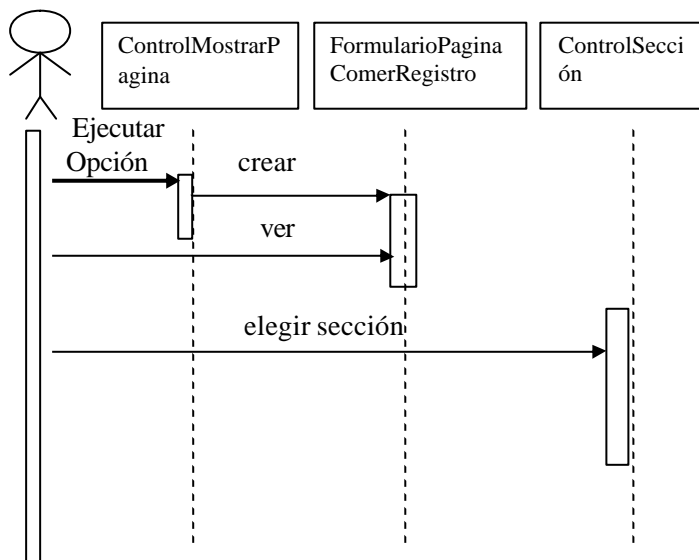 ControlMostrarP
agina
FormularioPagina
ComerRegistro
ControlSecci
ón
Ejecutar
Opción
crear
ver
elegir sección